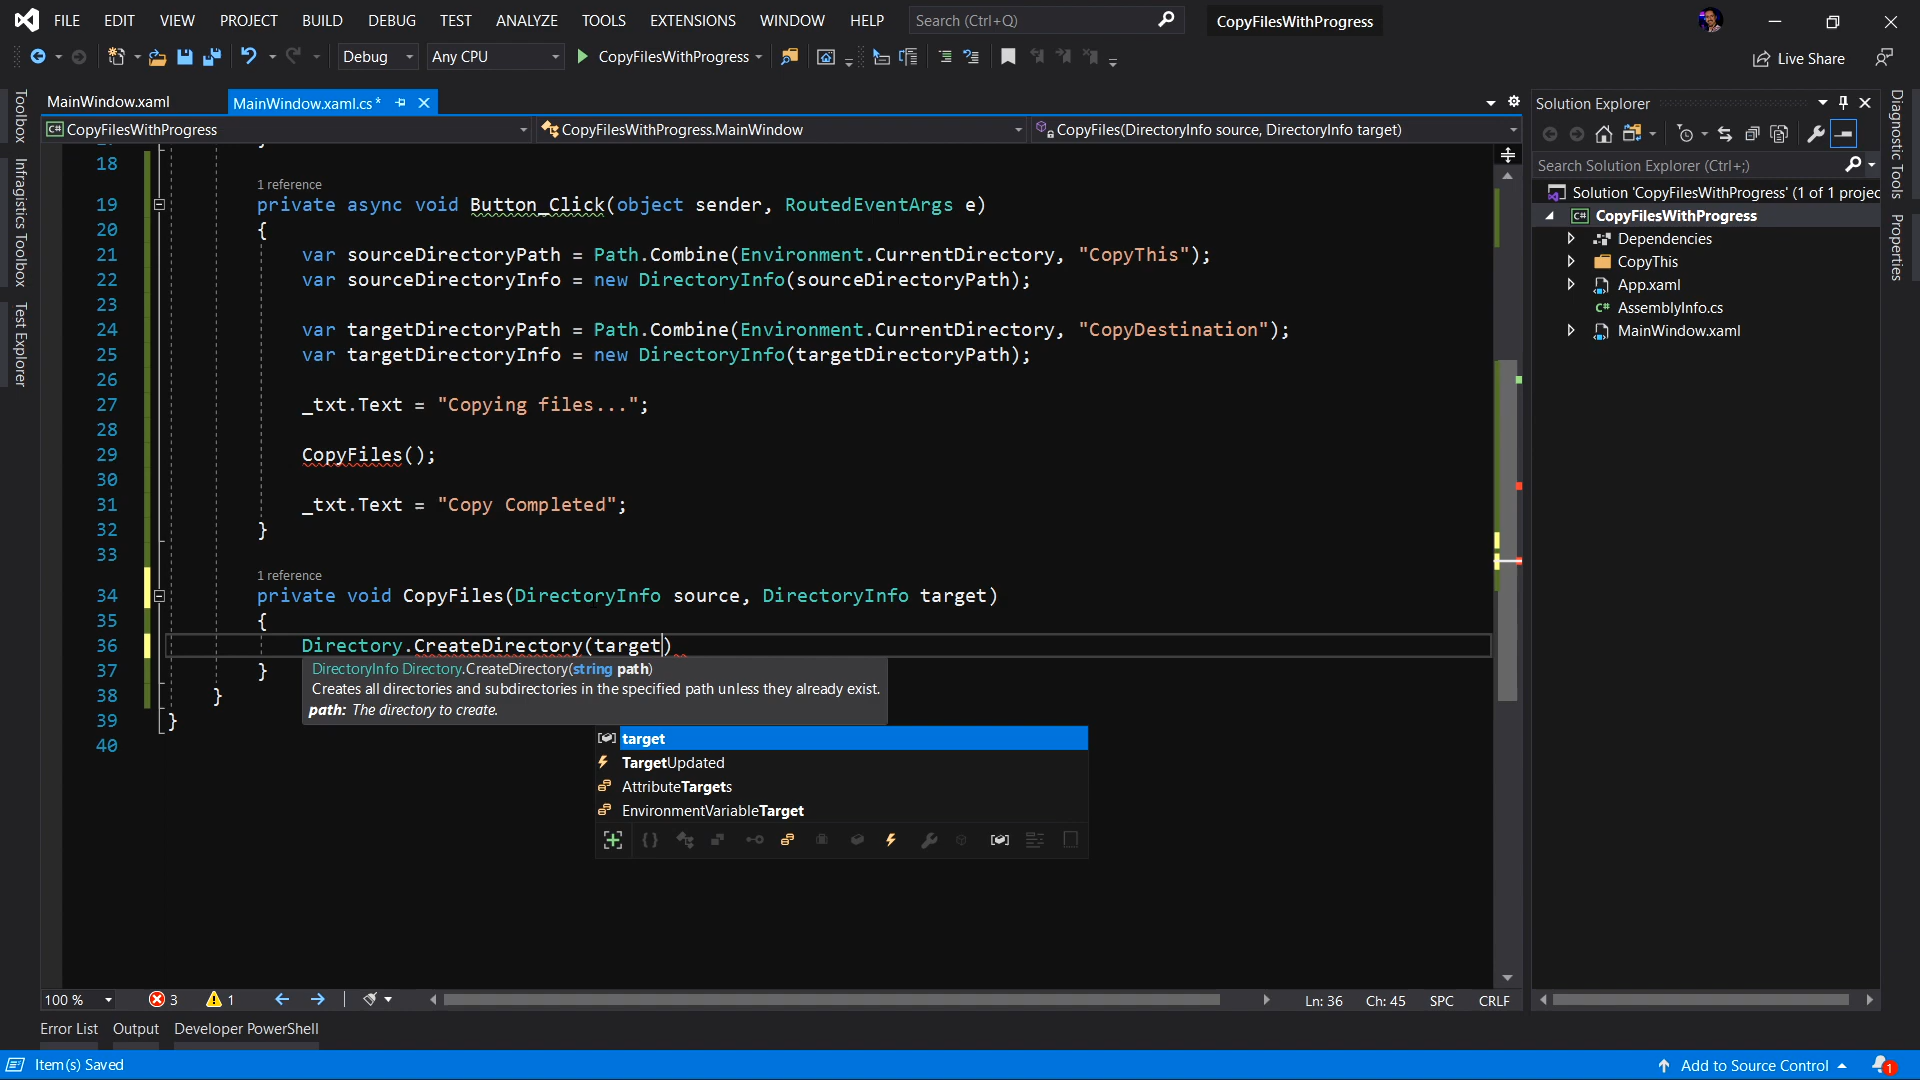 FILE EDIT VIEW PROJECT BUILD DEBUG TEST ANALYZE TOOLS EXTENSIONS WINDOW HELP Search (Ctrl+Q) CopyFilesWithProgress
Debug Any CPU CopyFilesWithProgress Live Share
MainWindow.xaml MainWindow.xaml.cs*
CopyFilesWithProgress CopyFilesWithProgress.MainWindow CopyFiles(DirectoryInfo source, DirectoryInfo target)
Toolbox
Infragistics Toolbox
Test Explorer
18
1 reference
19 private async void Button_Click(object sender, RoutedEventArgs e)
20 {
21 var sourceDirectoryPath = Path.Combine(Environment.CurrentDirectory, "CopyThis");
22 var sourceDirectoryInfo = new DirectoryInfo(sourceDirectoryPath);
23
24 var targetDirectoryPath = Path.Combine(Environment.CurrentDirectory, "CopyDestination");
25 var targetDirectoryInfo = new DirectoryInfo(targetDirectoryPath);
26
27 _txt.Text = "Copying files...";
28
29 CopyFiles();
30
31 _txt.Text = "Copy Completed";
32 }
33
1 reference
34 private void CopyFiles(DirectoryInfo source, DirectoryInfo target)
35 {
36 Directory.CreateDirectory(target)
37 }
38 }
39 }
40
DirectoryInfo Directory.CreateDirectory(string path)
Creates all directories and subdirectories in the specified path unless they already exist.
path: The directory to create.
target
TargetUpdated
AttributeTargets
EnvironmentVariableTarget
Solution Explorer
Search Solution Explorer (Ctrl+;)
Solution 'CopyFilesWithProgress' (1 of 1 projec
CopyFilesWithProgress
Dependencies
CopyThis
App.xaml
AssemblyInfo.cs
MainWindow.xaml
Diagnostic Tools
Properties
100 % 3 1 Ln: 36 Ch: 45 SPC CRLF
Error List Output Developer PowerShell
Item(s) Saved Add to Source Control 1